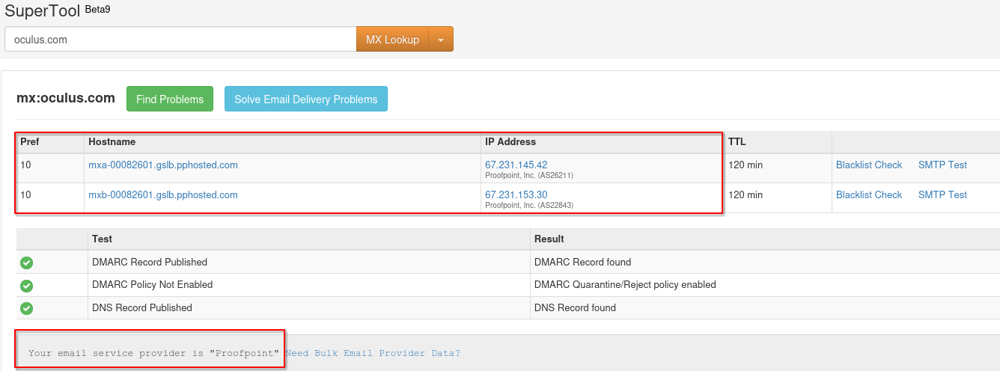 SuperTool Beta9
oculus.com MX Lookup
mx:oculus.com Find Problems Solve Email Delivery Problems
Pref Hostname IP Address TTL
10 mxa-00082601.gslb.pphosted.com 67.231.145.42 120 min Blacklist Check SMTP Test
Proofpoint, Inc. (AS26211)
10 mxb-00082601.gslb.pphosted.com 67.231.153.30 120 min Blacklist Check SMTP Test
Proofpoint, Inc. (AS22843)
Test Result
DMARC Record Published DMARC Record found
DMARC Policy Not Enabled DMARC Quarantine/Reject policy enabled
DNS Record Published DNS Record found
Your email service provider is "Proofpoint" Need Bulk Email Provider Data?